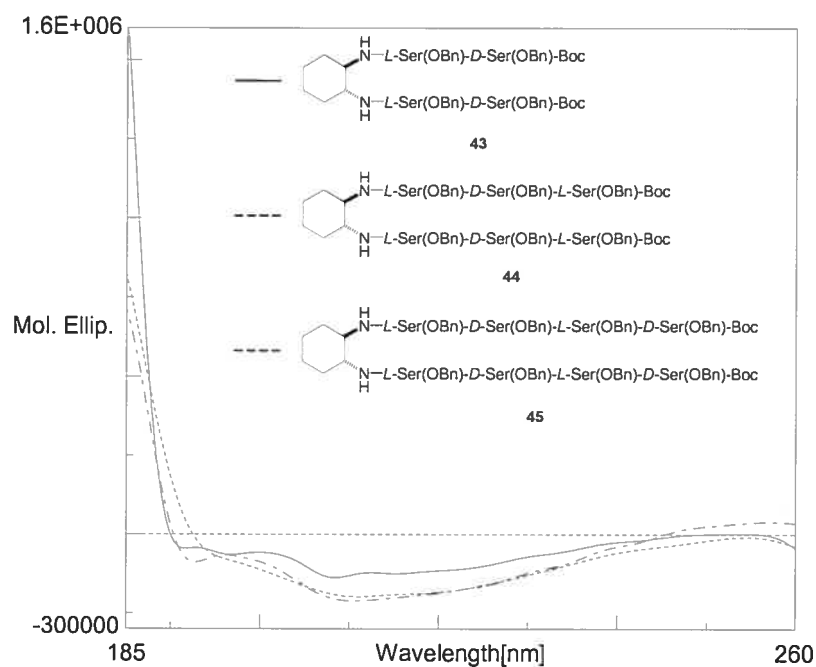 1.6E+006
H
N-L-Ser(OBn)-D-Ser(OBn)-Boc
N-L-Ser(OBn)-D-Ser(OBn)-Boc
H
43
H
N-L-Ser(OBn)-D-Ser(OBn)-L-Ser(OBn)-Boc
N-L-Ser(OBn)-D-Ser(OBn)-L-Ser(OBn)-Boc
H
44
H
N-L-Ser(OBn)-D-Ser(OBn)-L-Ser(OBn)-D-Ser(OBn)-Boc
Mol. Ellip.
N-L-Ser(OBn)-D-Ser(OBn)-L-Ser(OBn)-D-Ser(OBn)-Boc
H
45
-300000
185
Wavelength[nm]
260